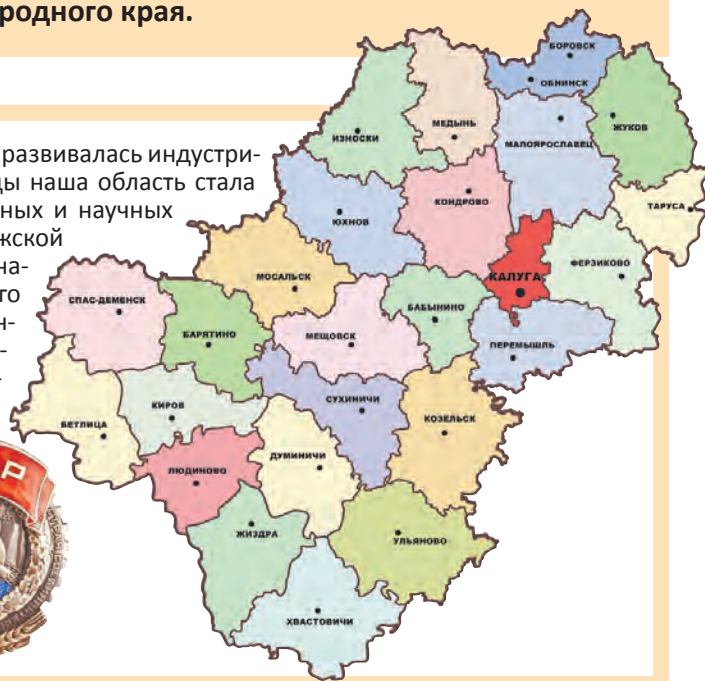 родного края.
развивалась индустри-
ды наша область стала
ных и научных
жской
на-
го
н-
-
БОРОВСК
ОБНИНСК
МЕДЫНЬ
ИЗНОСКИ
МАЛОЯРОСЛАВЕЦ
ЖУКОВ
КОНДРОВО
ЮХНОВ
ТАРУСА
МОСАЛЬСК
КАЛУГА
ФЕРЗИКОВО
СПАС-ДЕМЕНСК
БАБЫНИНО
БАРЯТИНО
МЕЩОВСК
ПЕРЕМЫШЛЬ
СУХИНИЧИ
КИРОВ
КОЗЕЛЬСК
БЕТЛИЦА
ДУМИНИЧИ
ЛЮДИНОВО
ЖИЗДРА
УЛЬЯНОВО
ХВАСТОВИЧИ
Р